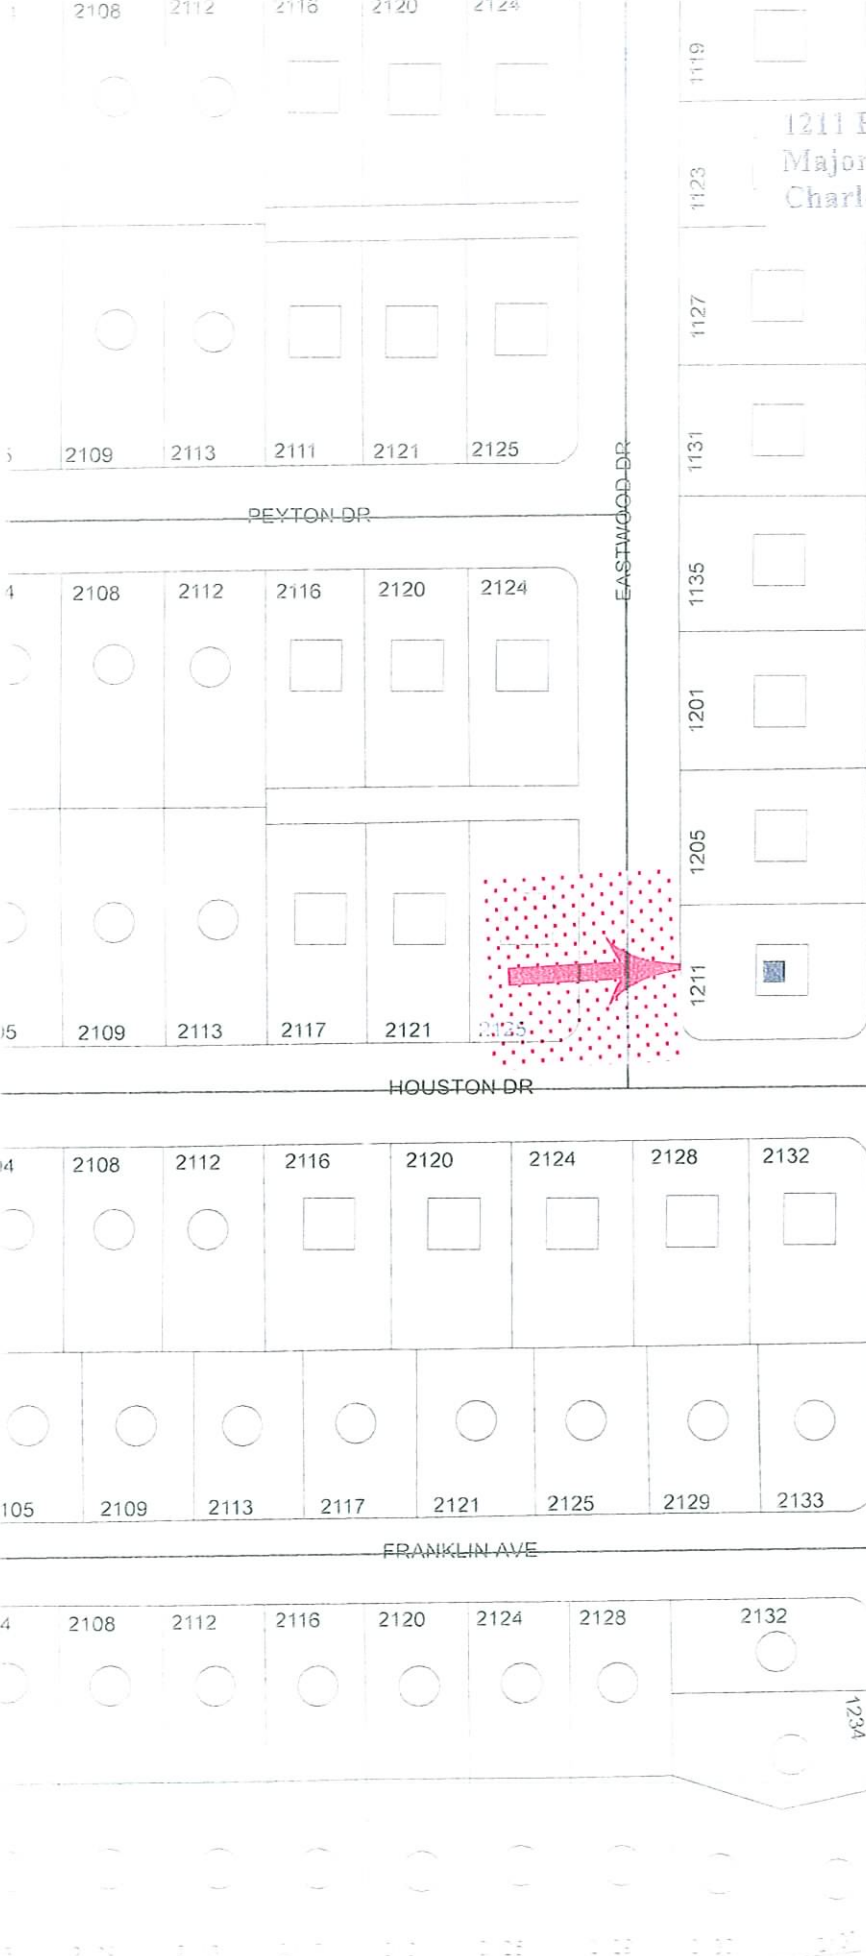 2108 2112 2116 2120 2124
1119
1211
Major
Charl
1123
1127
2109 2113 2111 2121 2125
1131
PEYTON DR
EASTWOOD DR
2108 2112 2116 2120 2124
1135
1201
1205
1211
2109 2113 2117 2121 2125
HOUSTON DR
2108 2112 2116 2120 2124 2128 2132
105 2109 2113 2117 2121 2125 2129 2133
FRANKLIN AVE
2108 2112 2116 2120 2124 2128 2132
1234